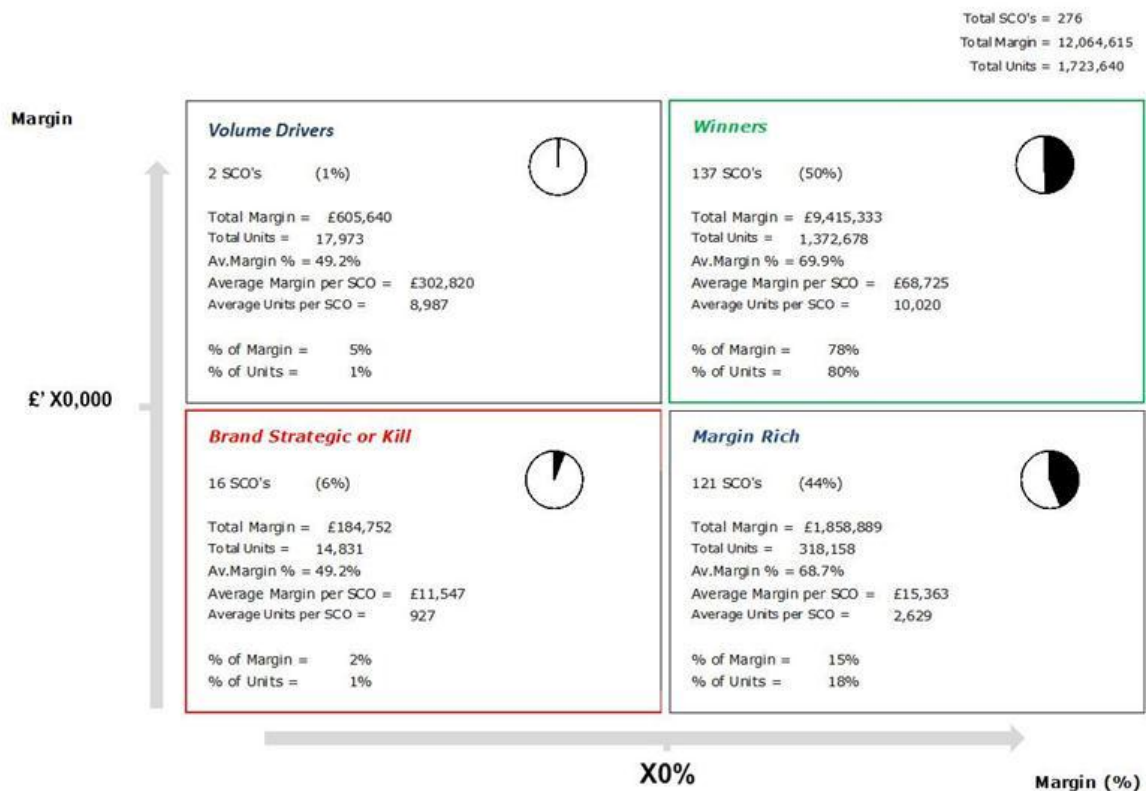 Total SCO's = 276
Total Margin = 12,064,615
Total Units = 1,723,640
Margin
Volume Drivers
2 SCO's (1%)
Total Margin = £605,640
Total Units = 17,973
Av.Margin % = 49.2%
Average Margin per SCO = £302,820
Average Units per SCO = 8,987
% of Margin = 5%
% of Units = 1%
Winners
137 SCO's (50%)
Total Margin = £9,415,333
Total Units = 1,372,678
Av.Margin % = 69.9%
Average Margin per SCO = £68,725
Average Units per SCO = 10,020
% of Margin = 78%
% of Units = 80%
£' X0,000
Brand Strategic or Kill
16 SCO's (6%)
Total Margin = £184,752
Total Units = 14,831
Av.Margin % = 49.2%
Average Margin per SCO = £11,547
Average Units per SCO = 927
% of Margin = 2%
% of Units = 1%
Margin Rich
121 SCO's (44%)
Total Margin = £1,858,889
Total Units = 318,158
Av.Margin % = 68.7%
Average Margin per SCO = £15,363
Average Units per SCO = 2,629
% of Margin = 15%
% of Units = 18%
X0%
Margin (%)